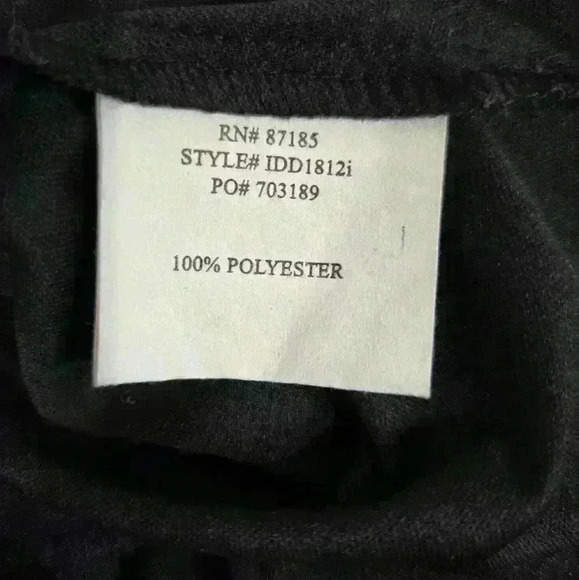 RN# 87185
STYLE# IDD1812i
PO# 703189
100% POLYESTER